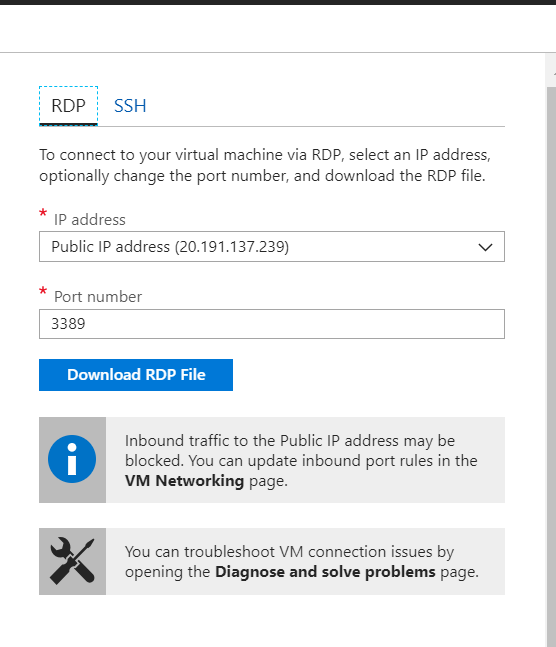 RDP SSH
To connect to your virtual machine via RDP, select an IP address,
optionally change the port number, and download the RDP file.
* IP address
Public IP address (20.191.137.239)
* Port number
3389
Download RDP File
Inbound traffic to the Public IP address may be
blocked. You can update inbound port rules in the
VM Networking page.
You can troubleshoot VM connection issues by
opening the Diagnose and solve problems page.